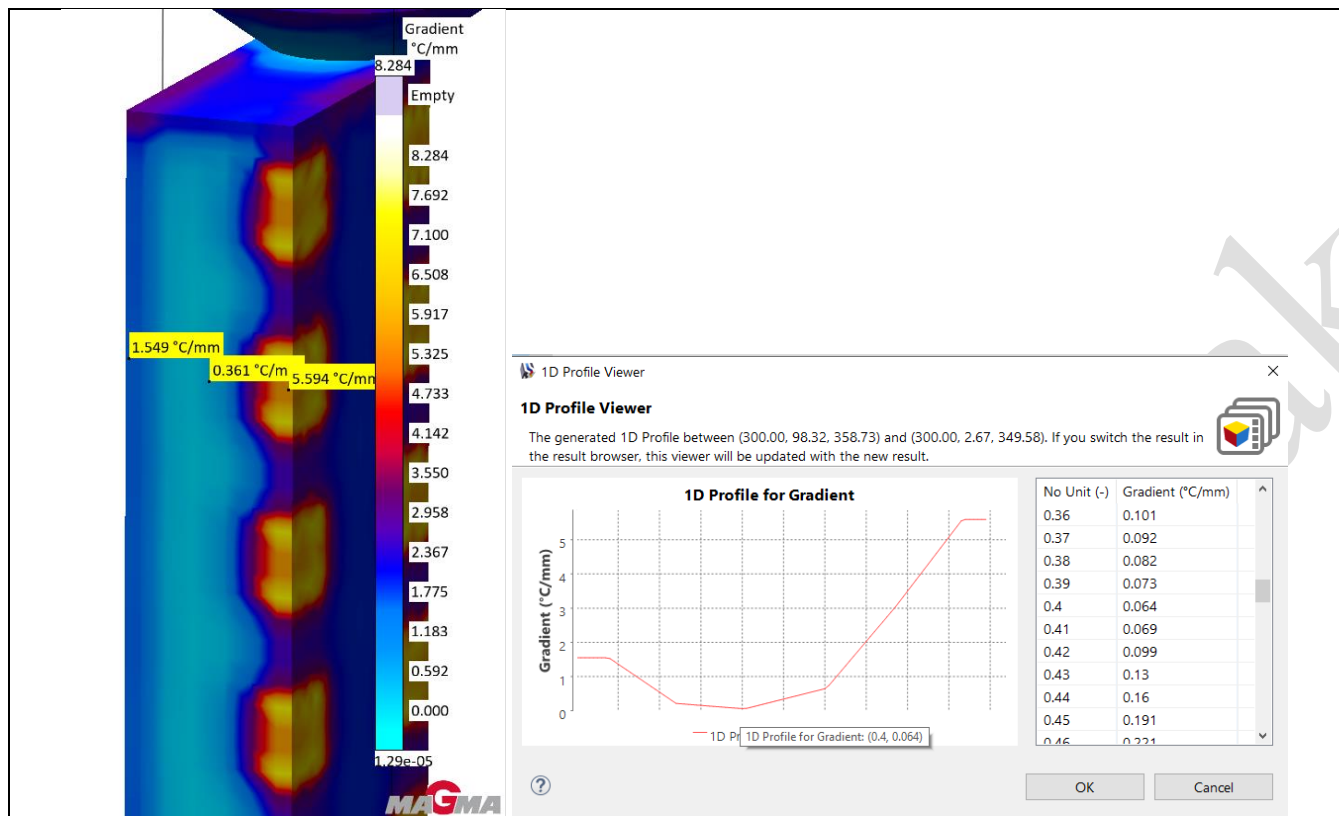 Gradient
°C/mm
8.284
Empty
8.284
7.692
7.100
6.508
5.917
5.325
4.733
4.142
3.550
2.958
2.367
1.775
1.183
0.592
0.000
1.29e-05
1.549 °C/mm
0.361 °C/m
5.594 °C/mm
MAGMA
1D Profile Viewer
1D Profile Viewer
The generated 1D Profile between (300.00, 98.32, 358.73) and (300.00, 2.67, 349.58). If you switch the result in
the result browser, this viewer will be updated with the new result.
1D Profile for Gradient
Gradient (°C/mm)
5
4
3
2
1
0
1D Pr
1D Profile for Gradient: (0.4, 0.064)
No Unit (-) Gradient (°C/mm)
0.36 0.101
0.37 0.092
0.38 0.082
0.39 0.073
0.4 0.064
0.41 0.069
0.42 0.099
0.43 0.13
0.44 0.16
0.45 0.191
0.46 0.221
?
OK
Cancel